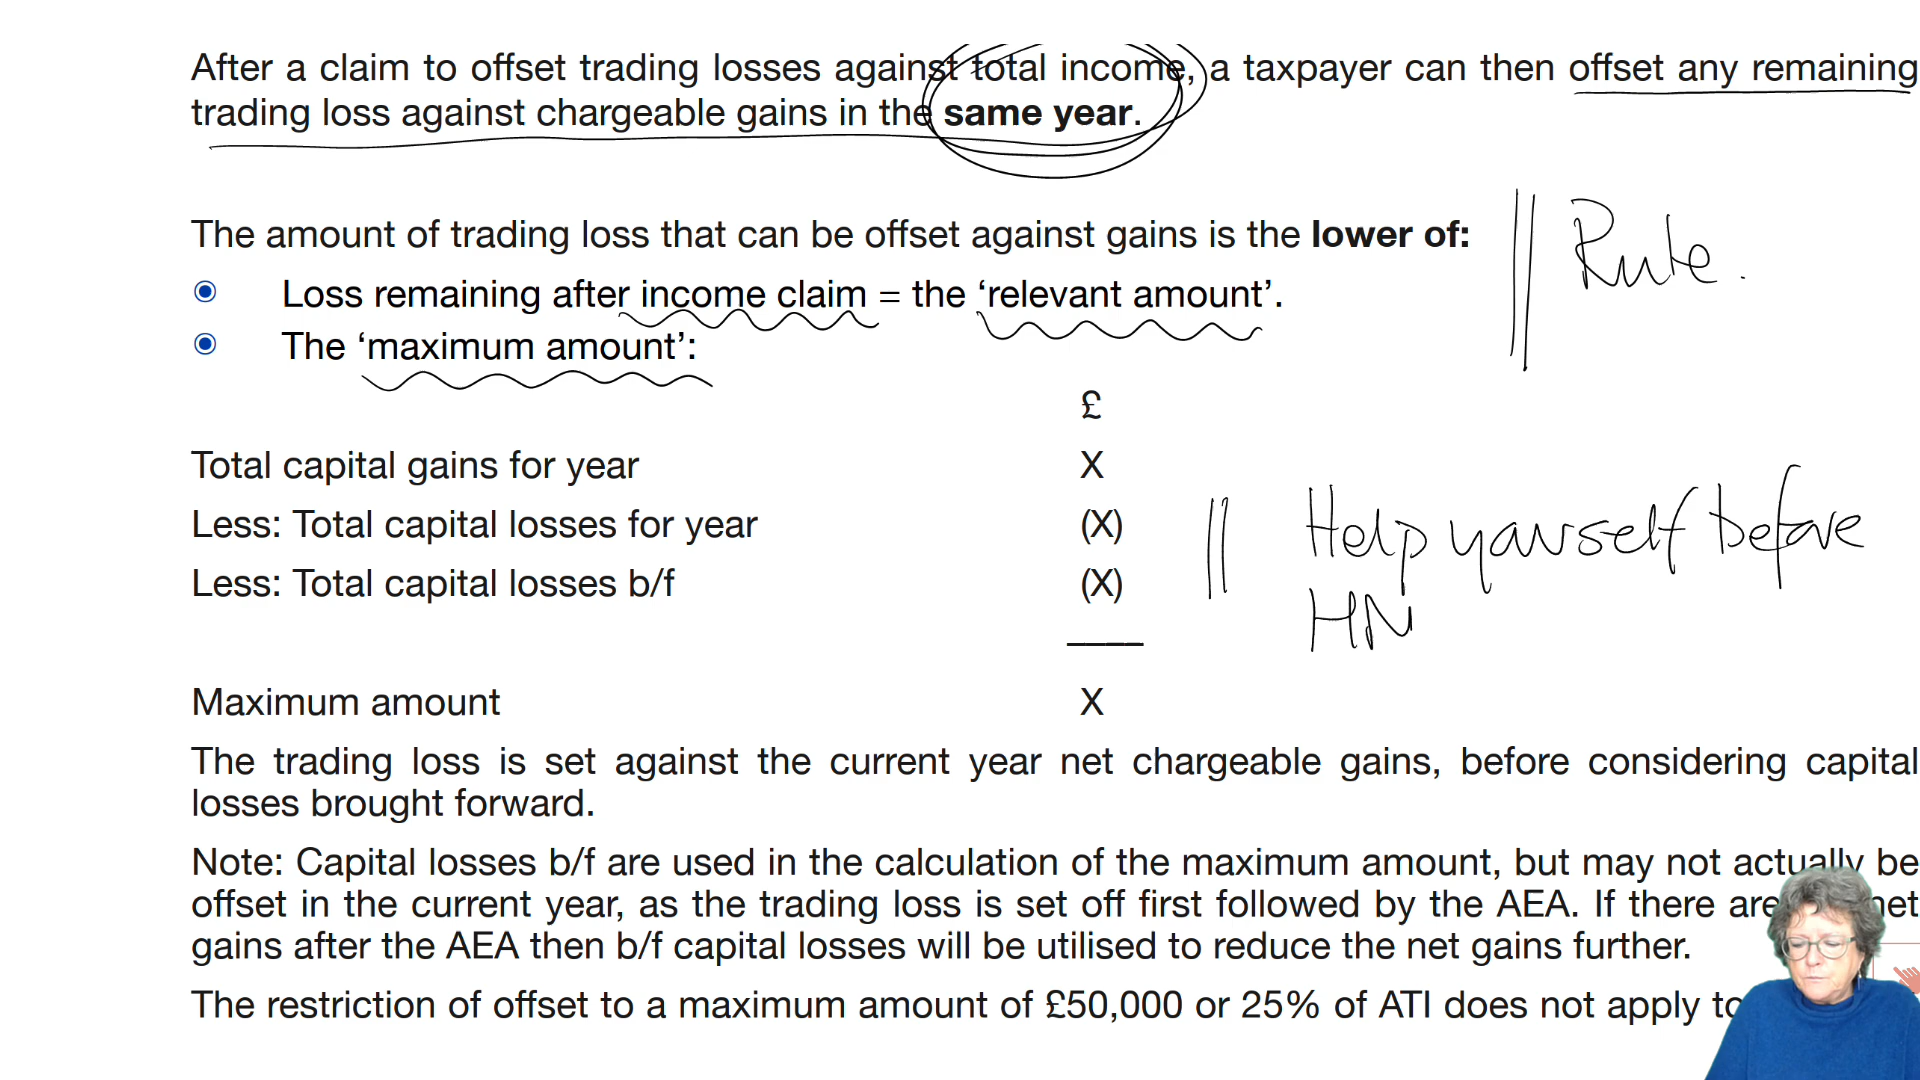 After a claim to offset trading losses against total income, a taxpayer can then offset any remaining
trading loss against chargeable gains in the same year.
The amount of trading loss that can be offset against gains is the lower of:
Rule.
Loss remaining after income claim = the ‘relevant amount’.
The ‘maximum amount’:
£
Total capital gains for year X
Less: Total capital losses for year (X)
Help yourself before
Less: Total capital losses b/f (X)
HN
Maximum amount X
The trading loss is set against the current year net chargeable gains, before considering capital
losses brought forward.
Note: Capital losses b/f are used in the calculation of the maximum amount, but may not actually be
offset in the current year, as the trading loss is set off first followed by the AEA. If there are net
gains after the AEA then b/f capital losses will be utilised to reduce the net gains further.
The restriction of offset to a maximum amount of £50,000 or 25% of ATI does not apply to